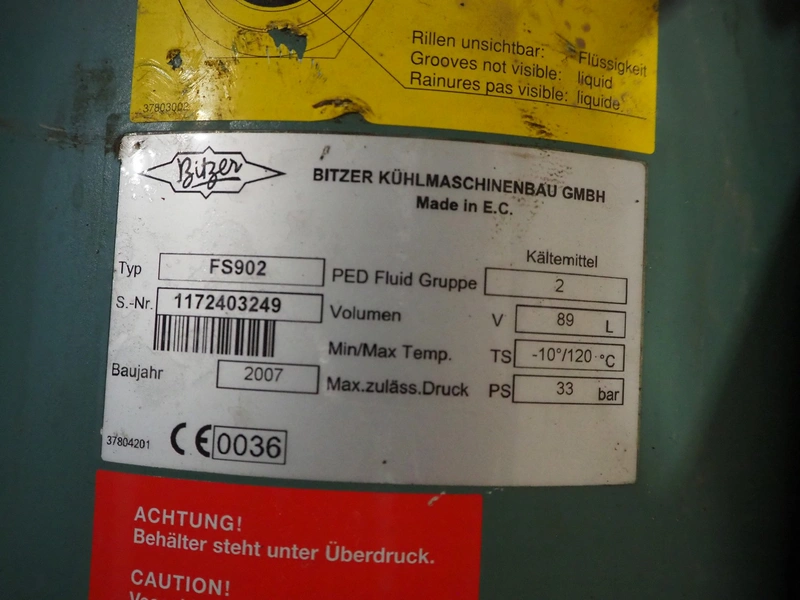 Rillen unsichtbar: Flüssigkeit
Grooves not visible: liquid
Rainures pas visible: liquide
37803002
Bitzer
BITZER KÜHLMASCHINENBAU GMBH
Made in E.C.
Kältemittel
Typ FS902 PED Fluid Gruppe 2
S.-Nr. 1172403249 Volumen V 89 L
Min/Max Temp. TS -10°/120 °C
Baujahr 2007 Max.zuläss.Druck PS 33 bar
37804201 CE 0036
ACHTUNG!
Behälter steht unter Überdruck.
CAUTION!